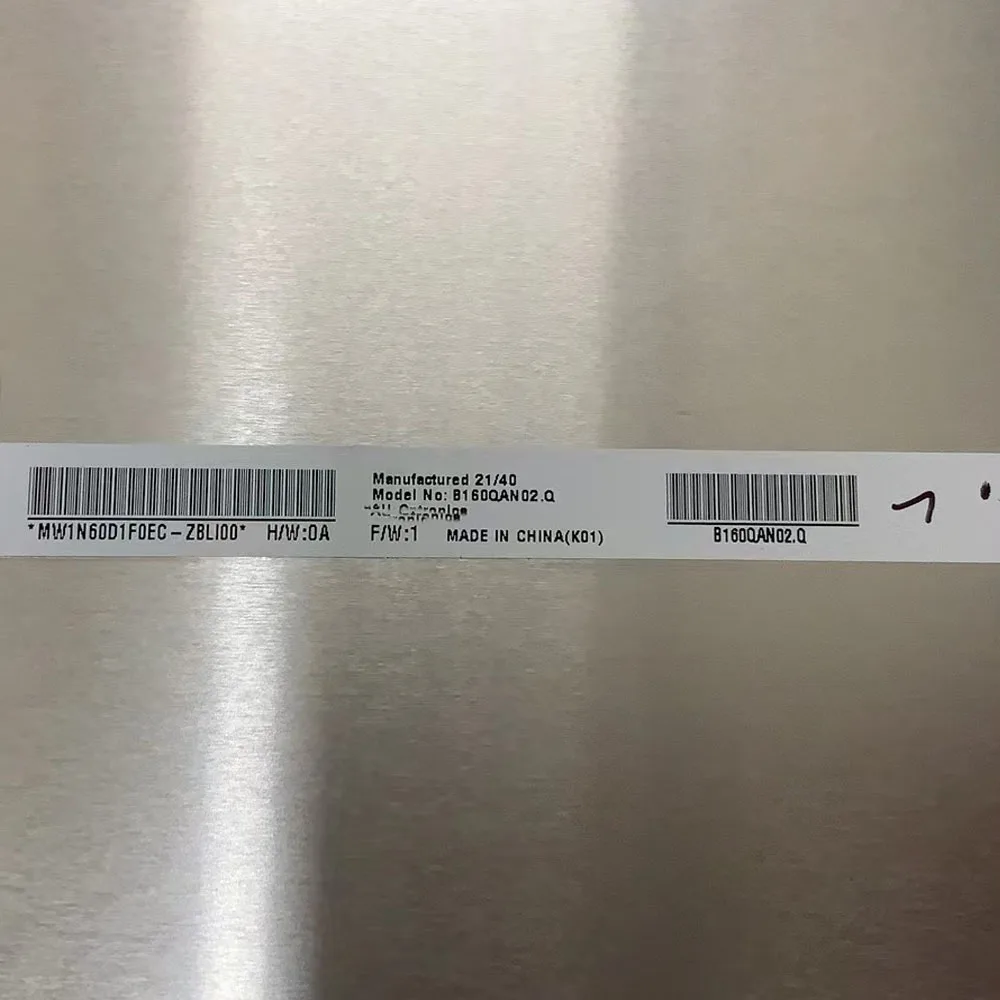 Manufactured 21/40
Model No: B160QAN02.Q
*MW1N60D1F0EC-ZBLI00* H/W:0A F/W:1 MADE IN CHINA(K01)
B160QAN02.Q